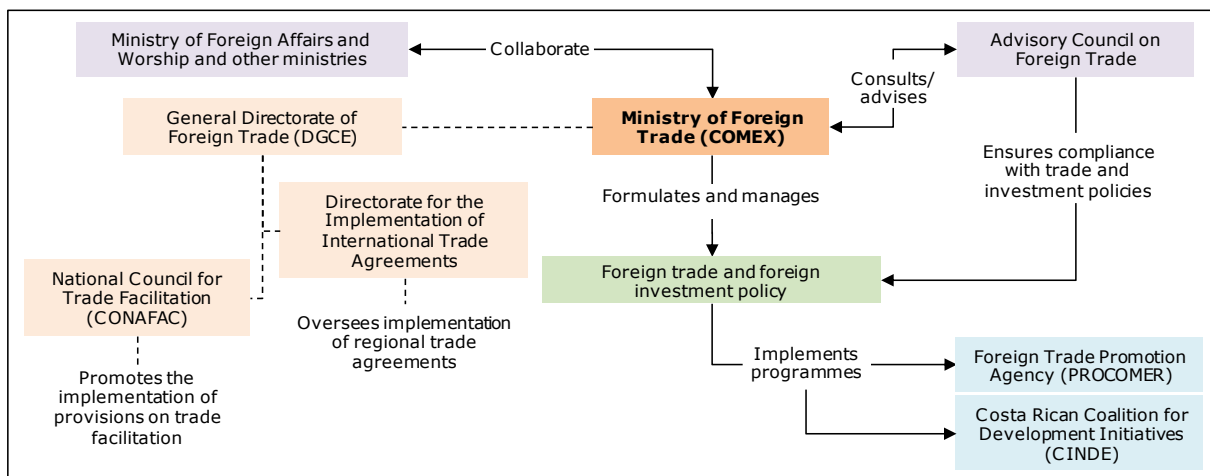 Ministry of Foreign Affairs and
Worship and other ministries
Collaborate
Advisory Council on
Foreign Trade
Consults/
advises
General Directorate of
Foreign Trade (DGCE)
Ministry of Foreign
Trade (COMEX)
Ensures compliance
with trade and
investment policies
Formulates and manages
Directorate for the
Implementation of
International Trade
Agreements
National Council for
Trade Facilitation
(CONAFAC)
Foreign trade and foreign
investment policy
Oversees implementation
of regional trade
agreements
Implements
programmes
Foreign Trade Promotion
Agency (PROCOMER)
Promotes the
implementation of
provisions on trade
facilitation
Costa Rican Coalition for
Development Initiatives
(CINDE)